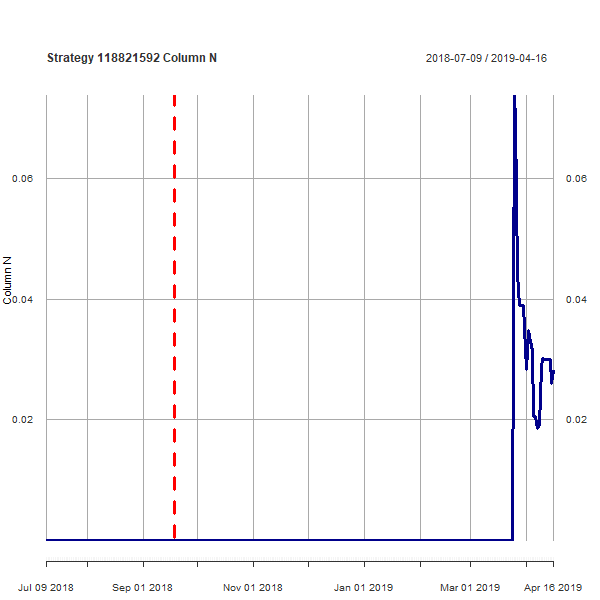 Strategy 118821592 Column N
2018-07-09 / 2019-04-16
Column N
0.06
0.06
0.04
0.04
0.02
0.02
Jul 09 2018
Sep 01 2018
Nov 01 2018
Jan 01 2019
Mar 01 2019
Apr 16 2019